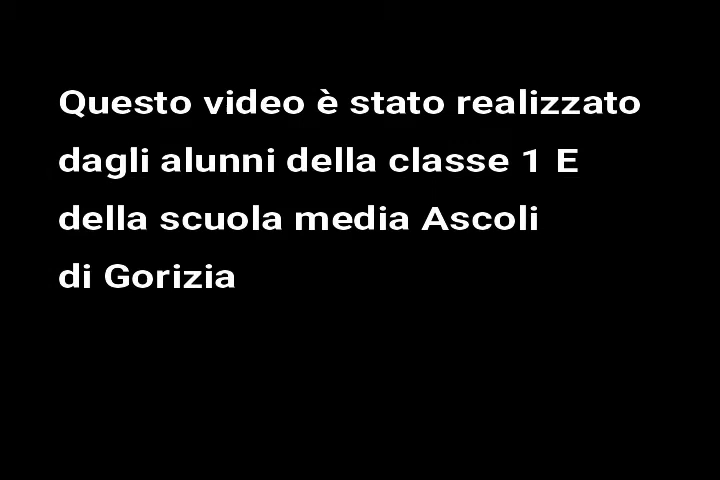 Questo video è stato realizzato
dagli alunni della classe 1 E
della scuola media Ascoli
di Gorizia